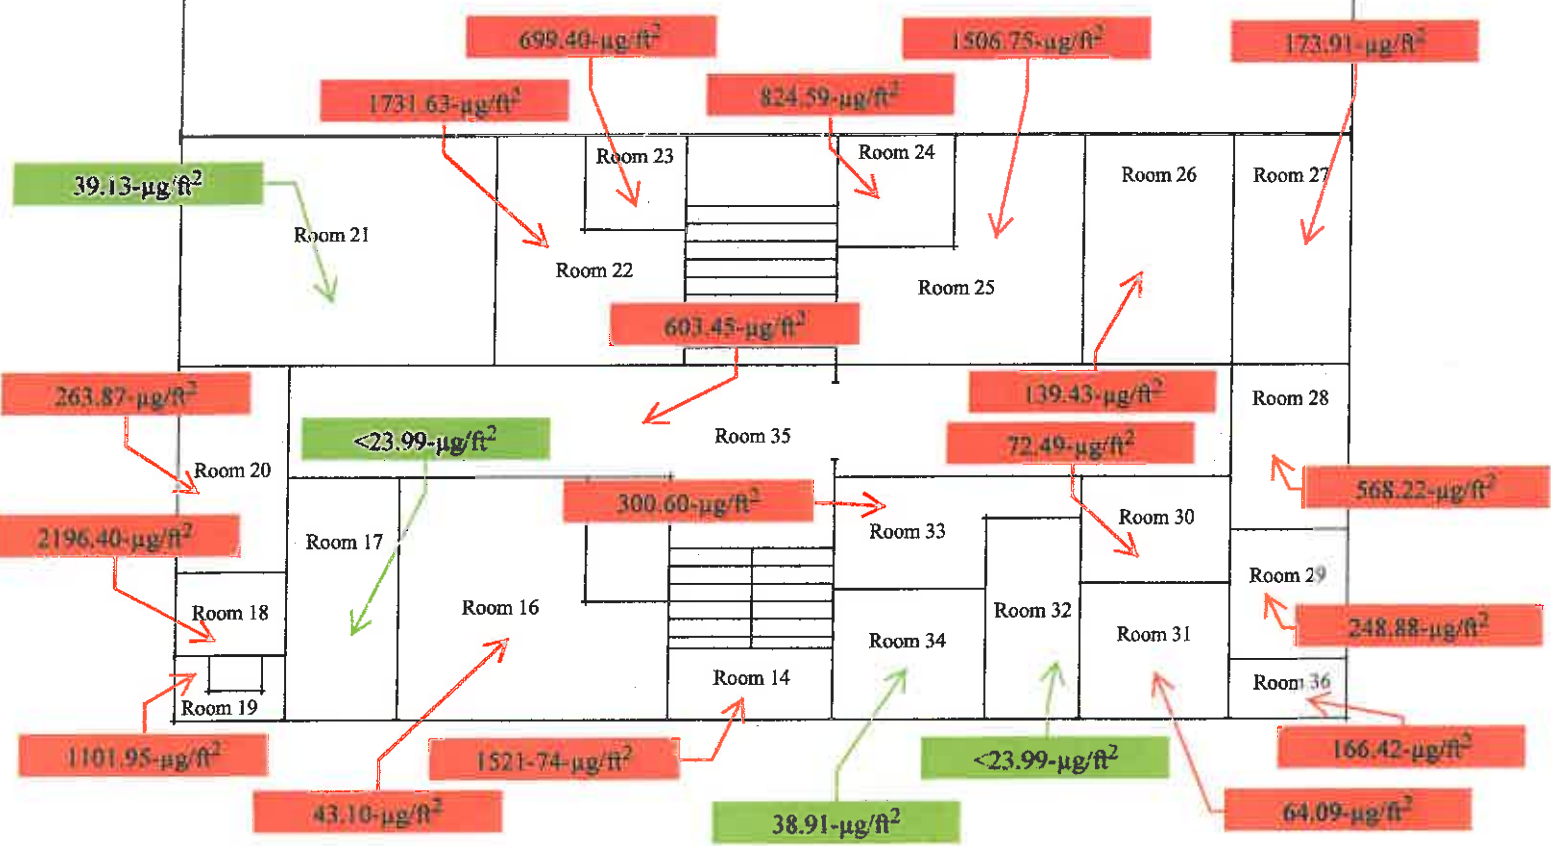 699.40-µg/ft²
1506.75-µg/ft²
173.91-µg/ft²
1731.63-µg/ft²
824.59-µg/ft²
Room 23
Room 24
39.13-µg/ft²
Room 26
Room 27
Room 21
Room 22
Room 25
603.45-µg/ft²
263.87-µg/ft²
139.43-µg/ft²
Room 28
<23.99-µg/ft²
Room 35
72.49-µg/ft²
Room 20
300.60-µg/ft²
568.22-µg/ft²
2196.40-µg/ft²
Room 17
Room 33
Room 30
Room 29
Room 18
Room 16
Room 32
Room 31
248.88-µg/ft²
Room 34
Room 14
Room 36
Room 19
1101.95-µg/ft²
1521-74-µg/ft²
<23.99-µg/ft²
166.42-µg/ft²
43.10-µg/ft²
38.91-µg/ft²
64.09-µg/ft²